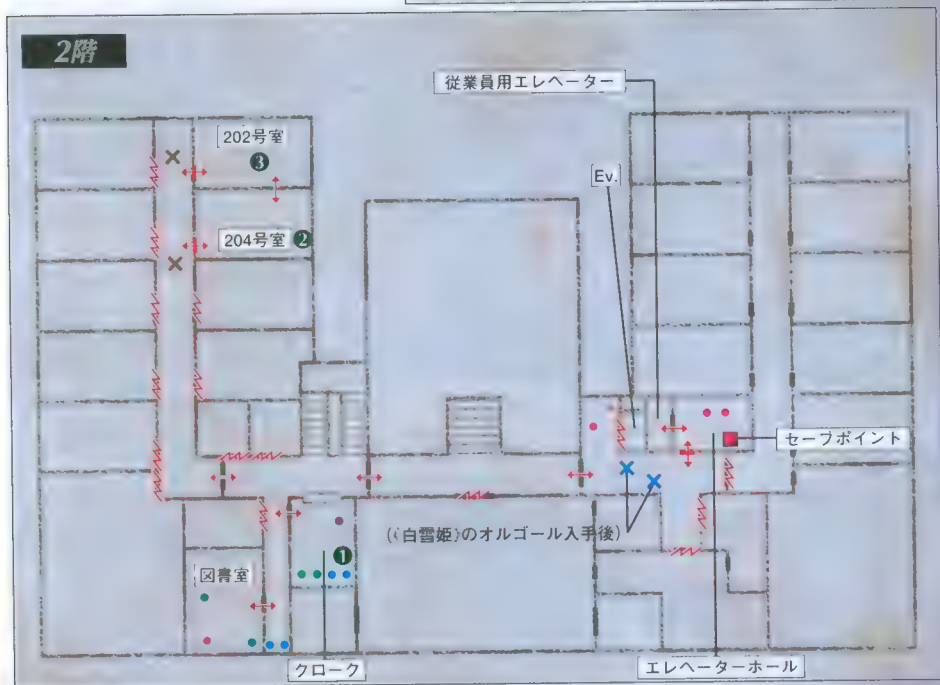 2階
従業員用エレベーター
202号室
❸
Ev.
204号室 ❷
セーブポイント
(《白雪姫》のオルゴール入手後)
❶
図書室
クローク
エレベーターホール